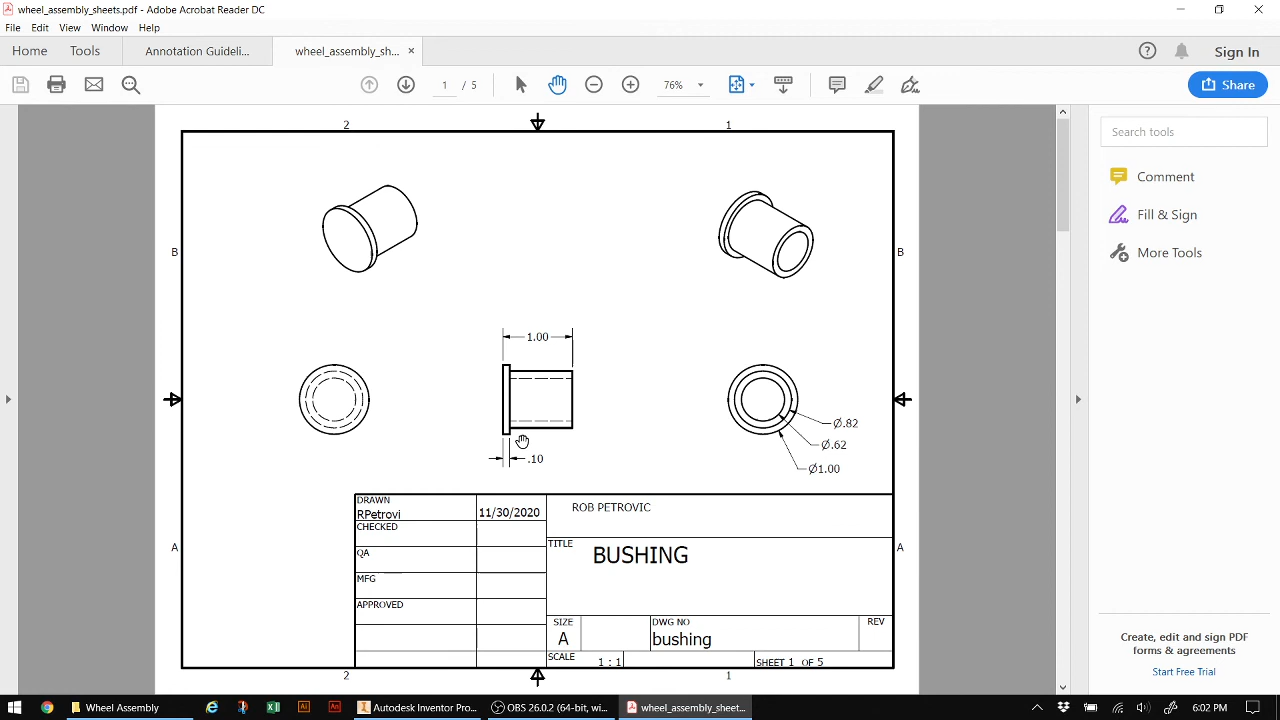 wheel_assembly_sheets.pdf - Adobe Acrobat Reader DC
File Edit View Window Help
Home Tools Annotation Guideli... wheel_assembly_sh... × Sign In
1 / 5 76% Share
2 1
Search tools
Comment
Fill & Sign
More Tools
B B
1.00
Ø.82
Ø.62
.10
Ø1.00
DRAWN
RPetrovi 11/30/2020 ROB PETROVIC
CHECKED
TITLE
BUSHING
QA
A A
MFG
APPROVED
SIZE DWG NO REV
A bushing
SCALE 1 : 1 SHEET 1 OF 5
2 1
Create, edit and sign PDF
forms & agreements
Start Free Trial
Wheel Assembly Autodesk Inventor Pro... OBS 26.0.2 (64-bit, wi... wheel_assembly_sheet... 6:02 PM